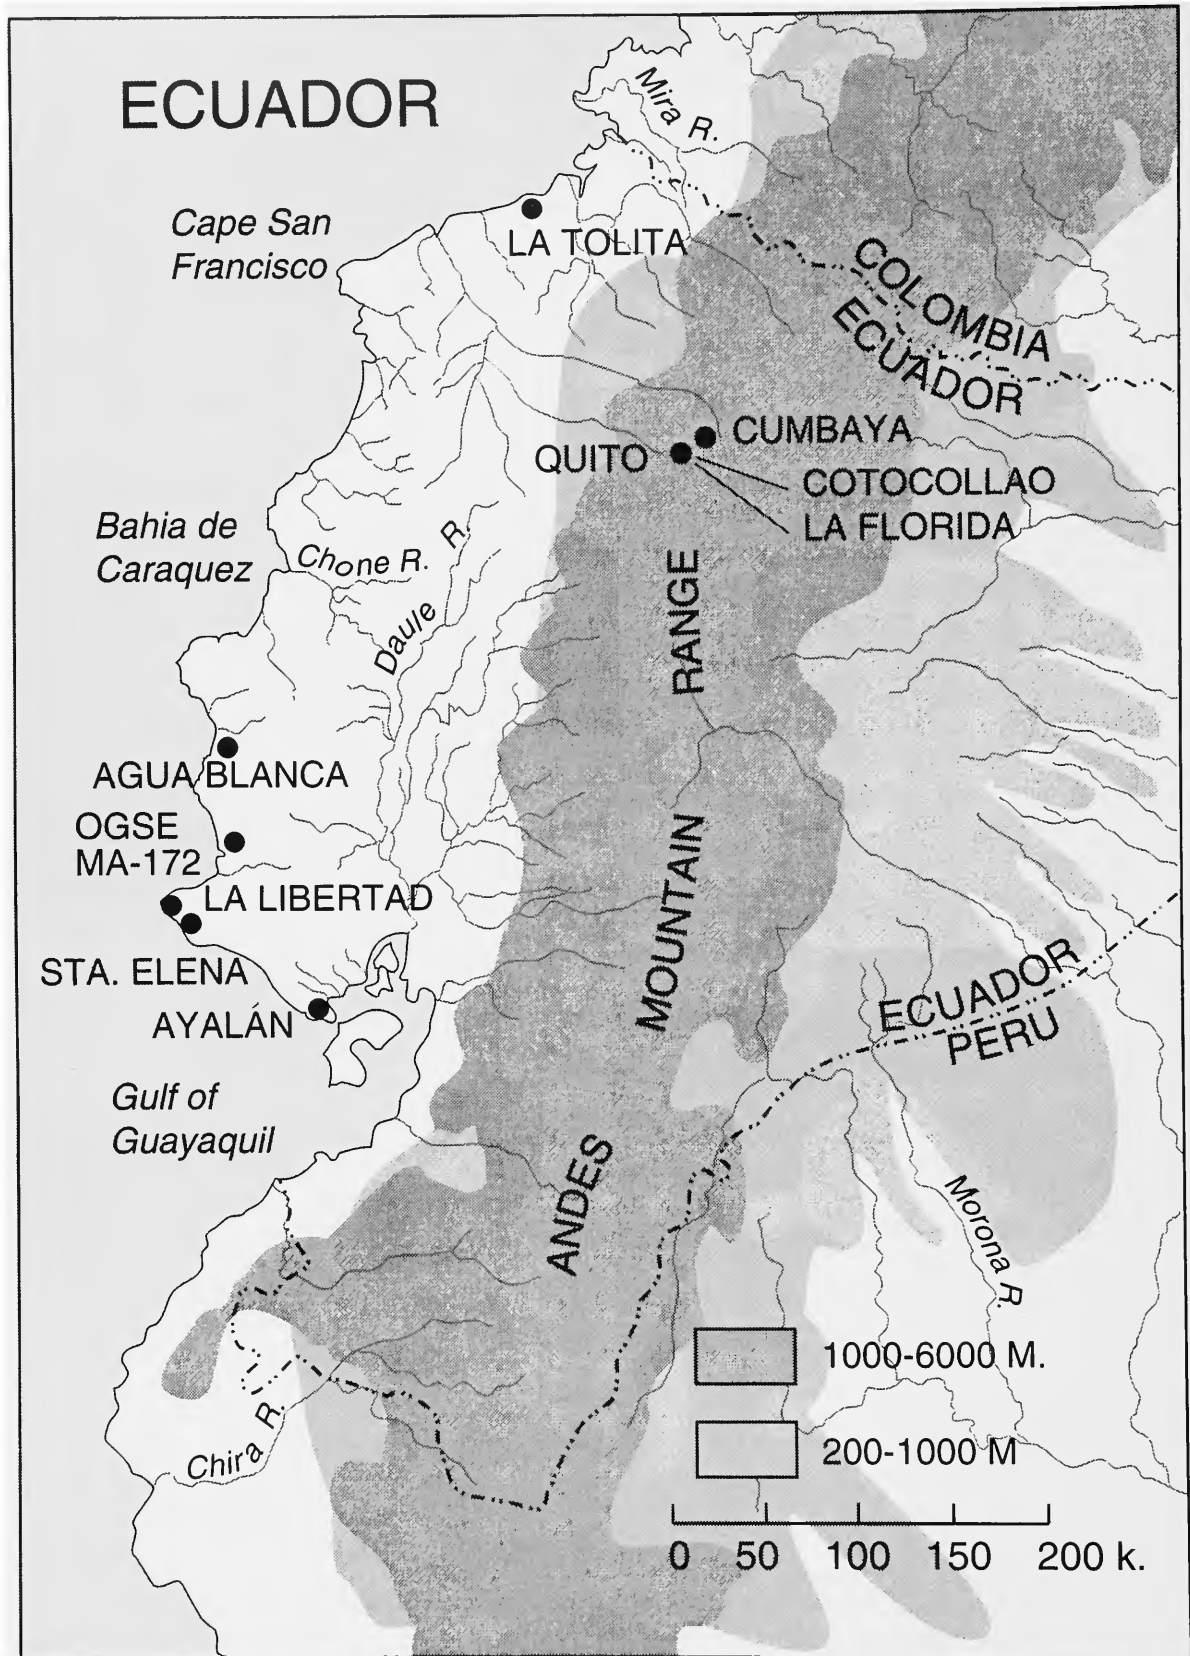 ECUADOR
Mira R.
Cape San
Francisco
LA TOLITA
COLOMBIA
ECUADOR
CUMBAYA
QUITO
COTOCOLLAO
LA FLORIDA
Bahia de
Caraquez
Chone R.
Daule R.
RANGE
AGUA BLANCA
OGSE
MA-172
LA LIBERTAD
MOUNTAIN
STA. ELENA
AYALÁN
ECUADOR
PERU
Gulf of
Guayaquil
ANDES
Morona R.
1000-6000 M.
Chira R.
200-1000 M
0 50 100 150 200 k.